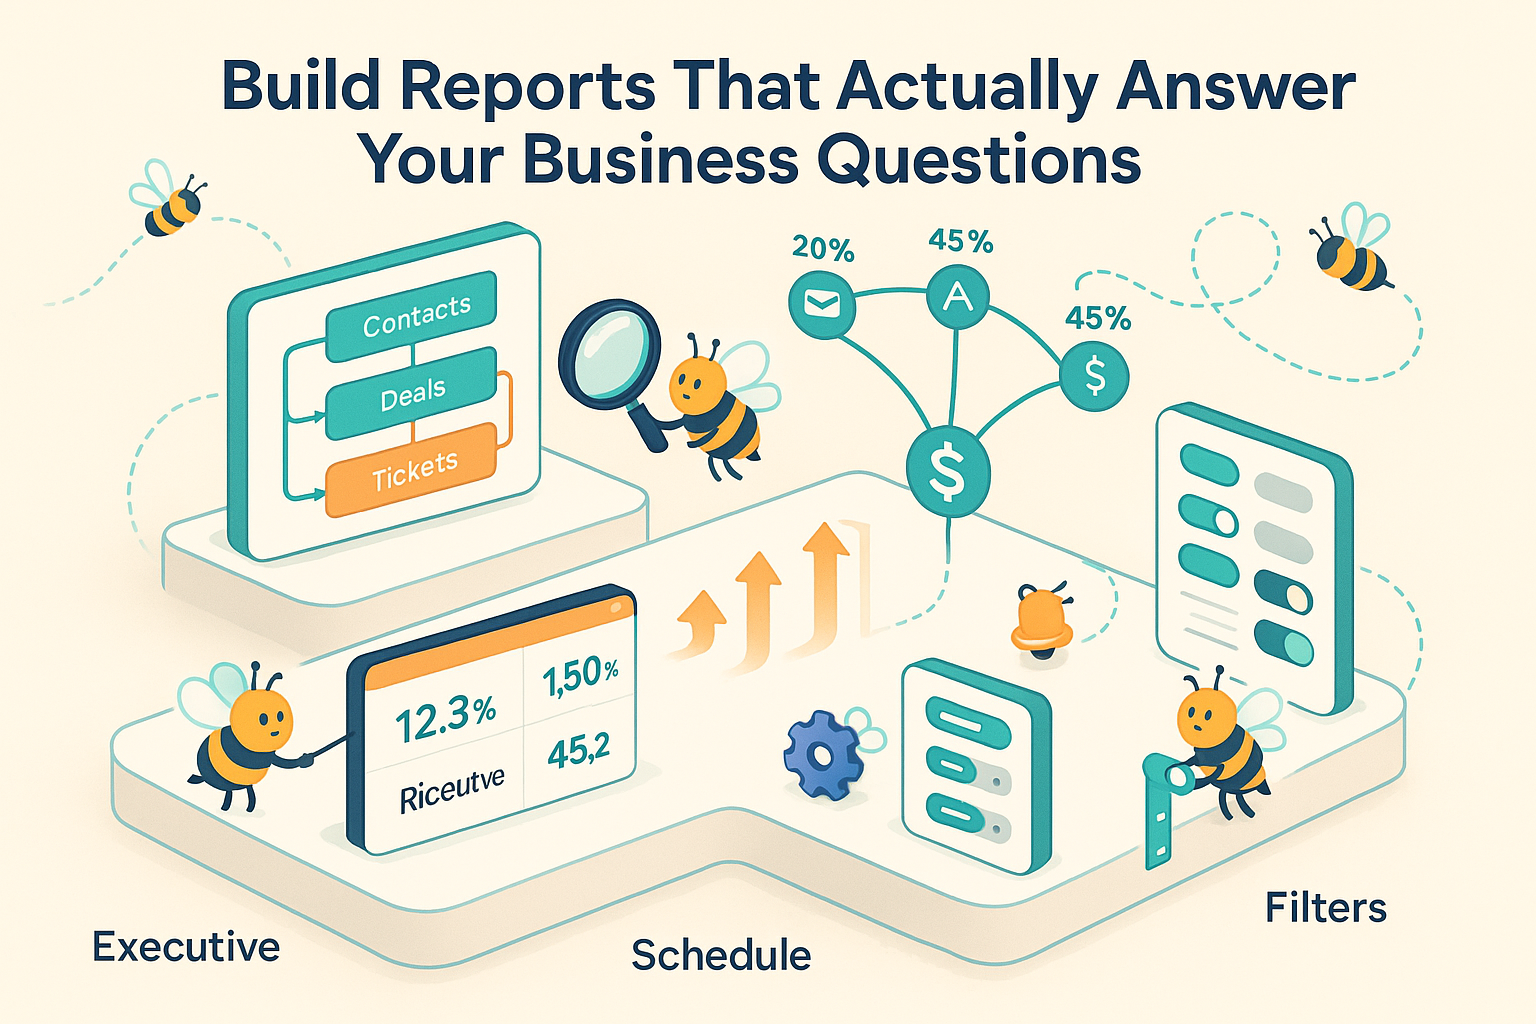 Build Reports That Actually Answer
Your Business Questions
Contacts
Deals
Tickets
20%
45%
45%
$
$
12.3%
1,50%
Riceutve
45,2
Executive
Schedule
Filters